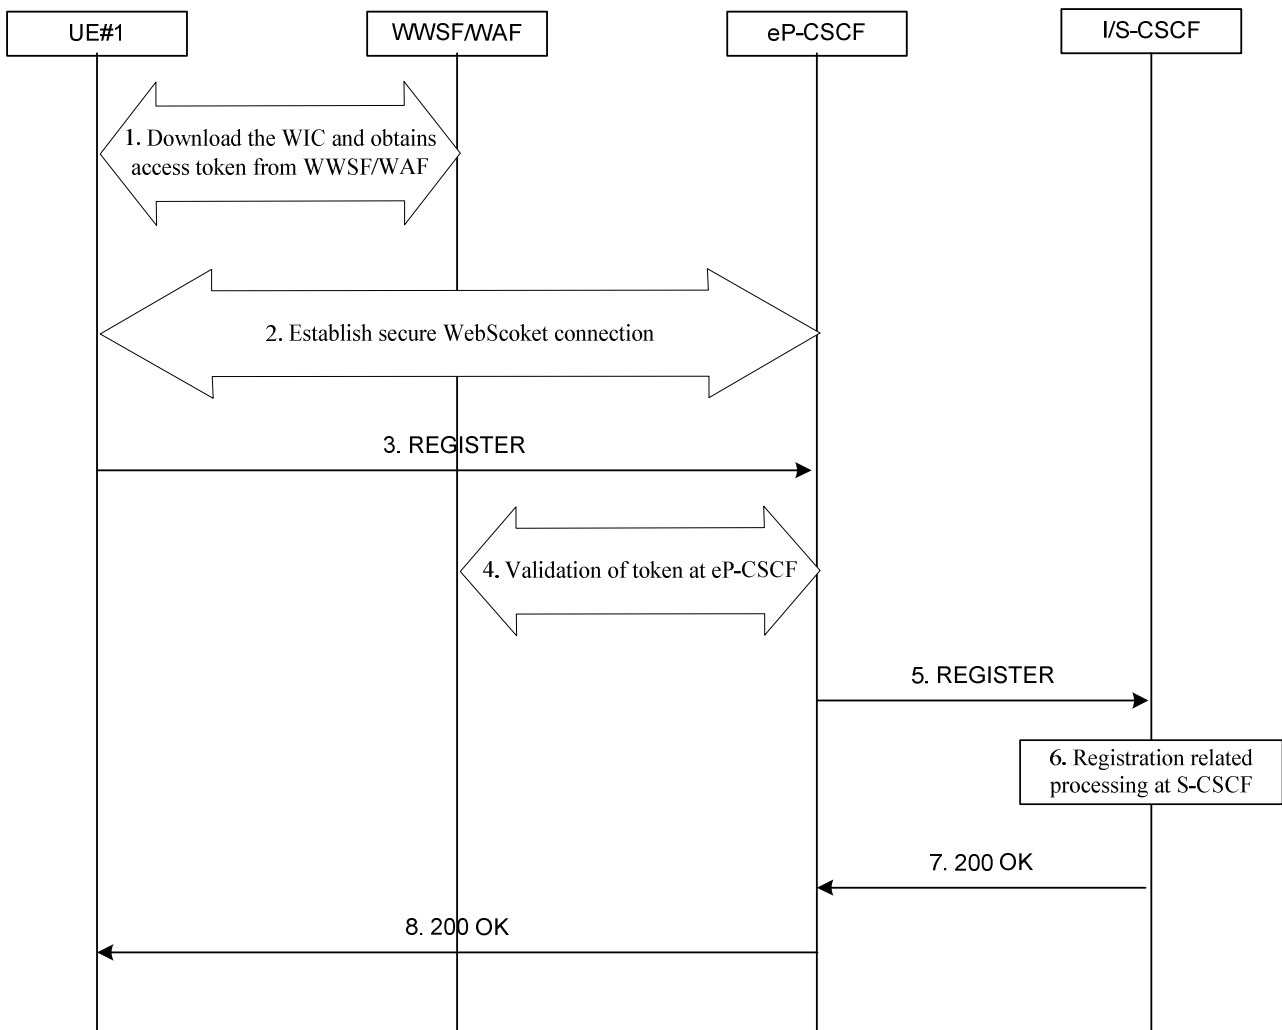 UE#1
WWSF/WAF
eP-CSCF
I/S-CSCF
1. Download the WIC and obtains
access token from WWSF/WAF
2. Establish secure WebScoket connection
3. REGISTER
4. Validation of token at eP-CSCF
5. REGISTER
6. Registration related
processing at S-CSCF
7. 200 OK
8. 200 OK